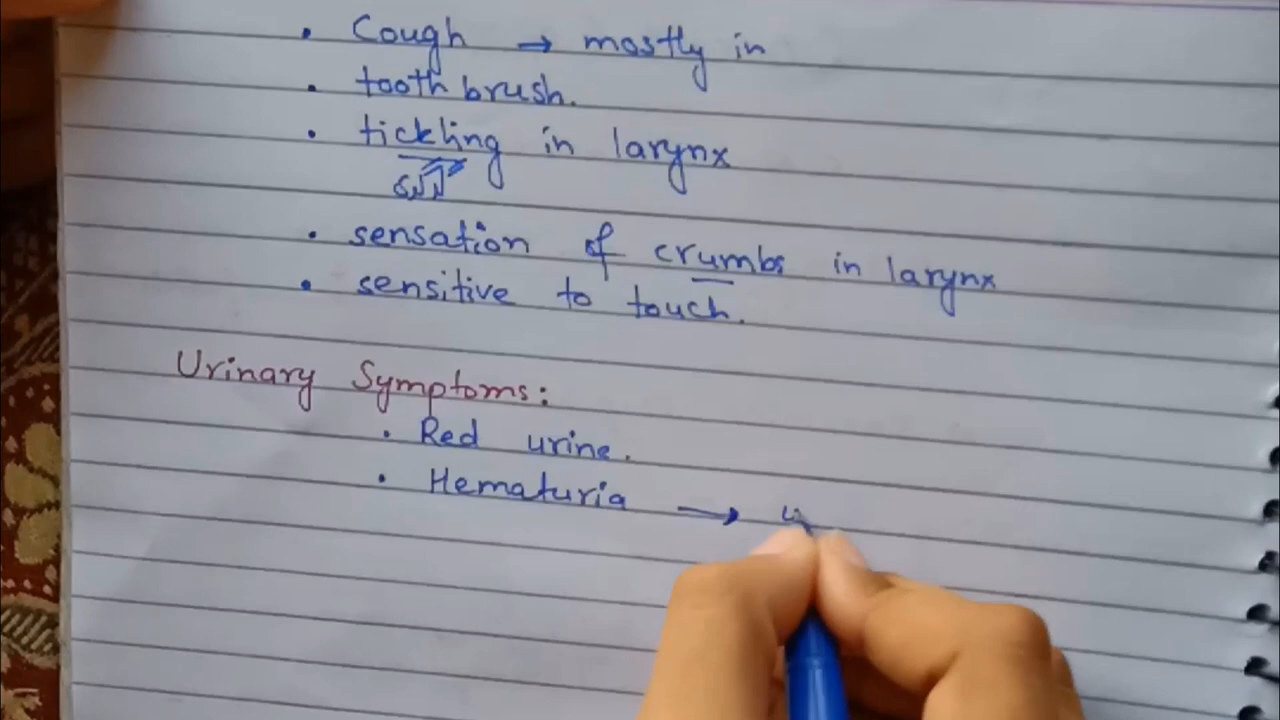 • Cough → mostly in
• tooth brush.
• tickling in larynx
• sensation of crumbs in larynx
• sensitive to touch.
Urinary Symptoms:
• Red urine.
• Hematuria →